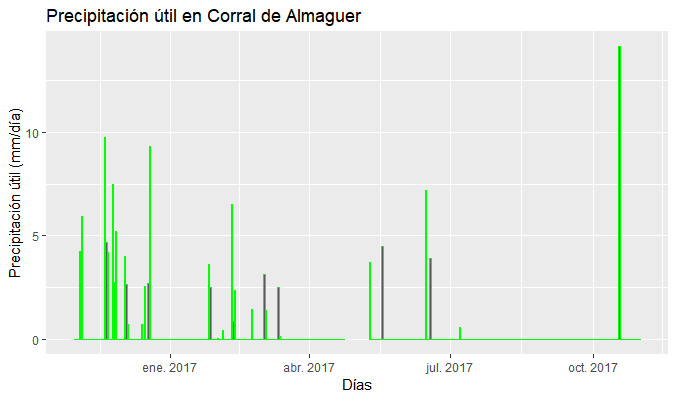 Precipitación útil en Corral de Almaguer
Precipitación útil (mm/día)
10
5
0
ene. 2017
abr. 2017
jul. 2017
oct. 2017
Días